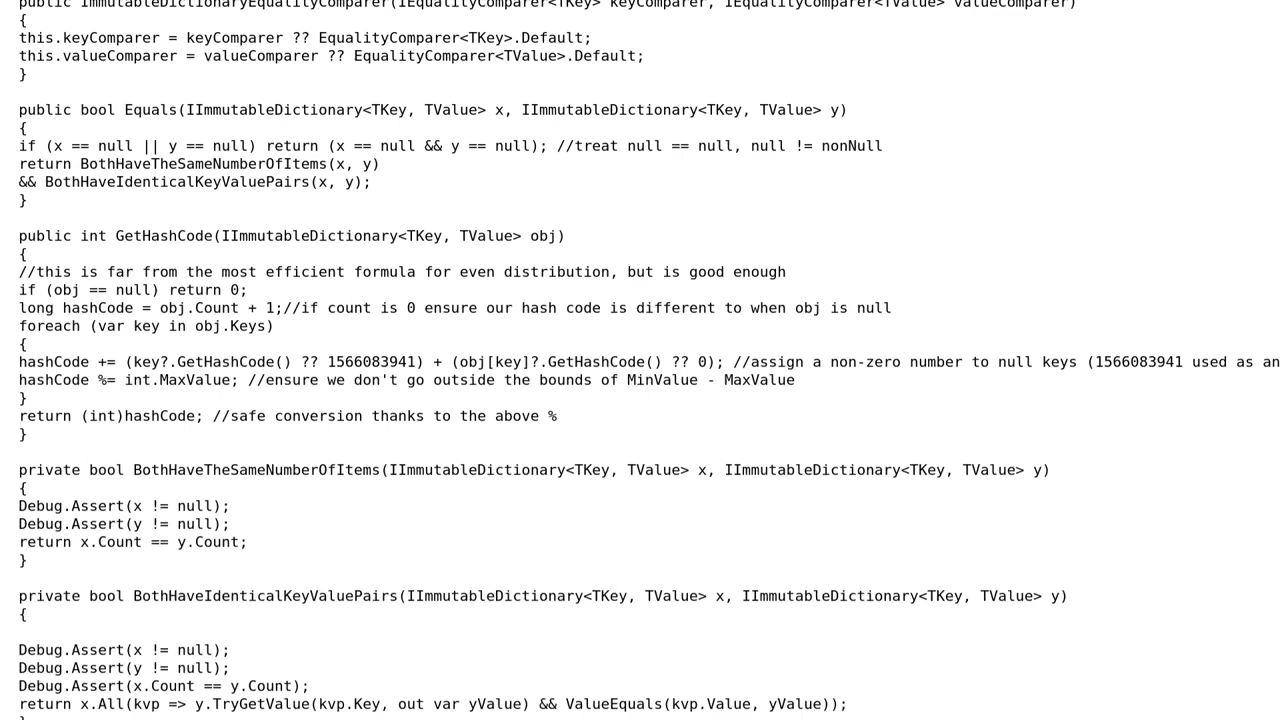 public ImmutableDictionaryEqualityComparer(IEqualityComparer<TKey> keyComparer, IEqualityComparer<TValue> valueComparer)
{
this.keyComparer = keyComparer ?? EqualityComparer<TKey>.Default;
this.valueComparer = valueComparer ?? EqualityComparer<TValue>.Default;
}
public bool Equals(IImmutableDictionary<TKey, TValue> x, IImmutableDictionary<TKey, TValue> y)
{
if (x == null || y == null) return (x == null && y == null); //treat null == null, null != nonNull
return BothHaveTheSameNumberOfItems(x, y)
&& BothHaveIdenticalKeyValuePairs(x, y);
}
public int GetHashCode(IImmutableDictionary<TKey, TValue> obj)
{
//this is far from the most efficient formula for even distribution, but is good enough
if (obj == null) return 0;
long hashCode = obj.Count + 1;//if count is 0 ensure our hash code is different to when obj is null
foreach (var key in obj.Keys)
{
hashCode += (key?.GetHashCode() ?? 1566083941) + (obj[key]?.GetHashCode() ?? 0); //assign a non-zero number to null keys (1566083941 used as an
hashCode %= int.MaxValue; //ensure we don't go outside the bounds of MinValue - MaxValue
}
return (int)hashCode; //safe conversion thanks to the above %
}
private bool BothHaveTheSameNumberOfItems(IImmutableDictionary<TKey, TValue> x, IImmutableDictionary<TKey, TValue> y)
{
Debug.Assert(x != null);
Debug.Assert(y != null);
return x.Count == y.Count;
}
private bool BothHaveIdenticalKeyValuePairs(IImmutableDictionary<TKey, TValue> x, IImmutableDictionary<TKey, TValue> y)
{
Debug.Assert(x != null);
Debug.Assert(y != null);
Debug.Assert(x.Count == y.Count);
return x.All(kvp => y.TryGetValue(kvp.Key, out var yValue) && ValueEquals(kvp.Value, yValue));
}